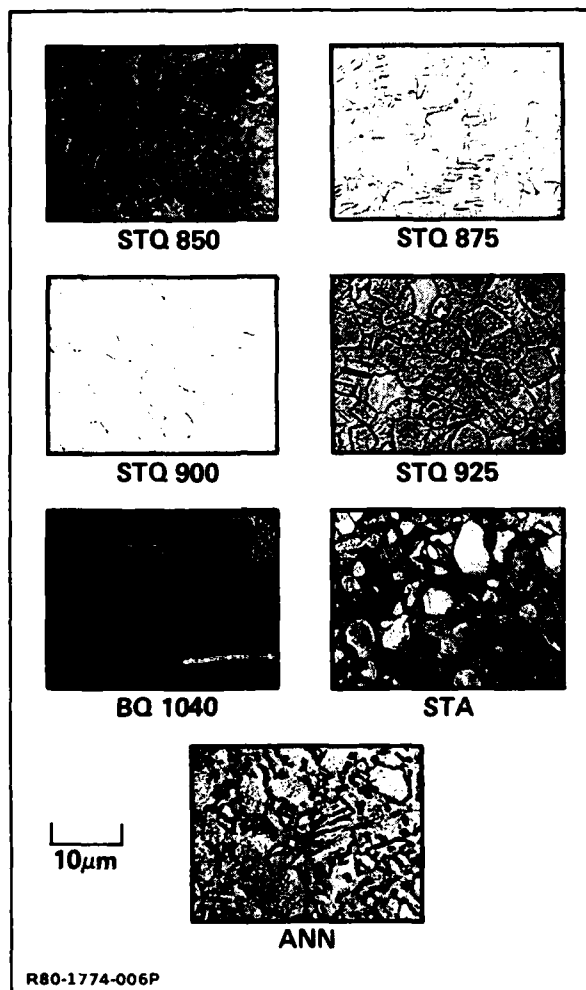 STQ 850
STQ 875
STQ 900
STQ 925
BQ 1040
STA
10μm
ANN
R80-1774-006P